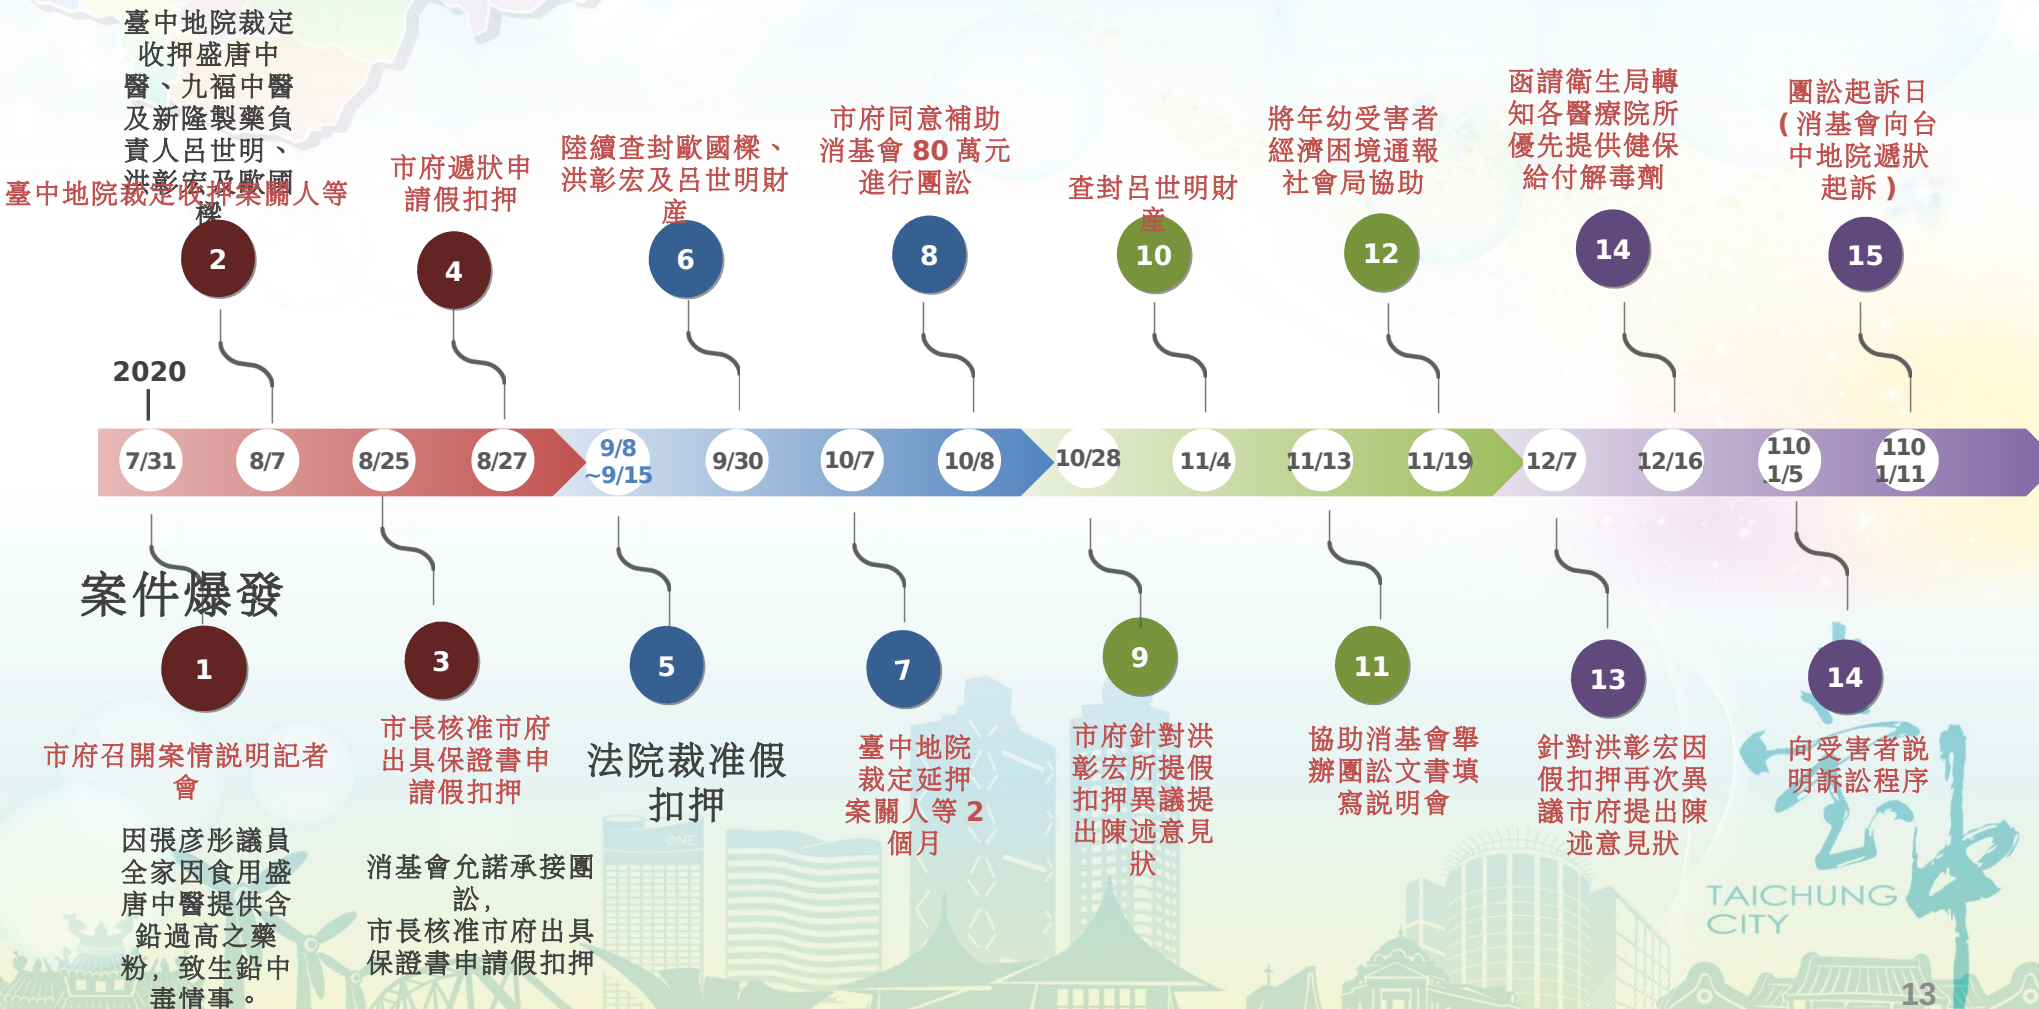 臺中地院裁定
收押盛唐中
醫、九福中醫
及新隆製藥負
責人呂世明、
洪彰宏及歐國
樑
臺中地院裁定收押案關人等
2
市府遞狀申
請假扣押
4
陸續查封歐國樑、
洪彰宏及呂世明財
産
6
市府同意補助
消基會 80 萬元
進行團訟
8
查封呂世明財
産
10
將年幼受害者
經濟困境通報
社會局協助
12
函請衛生局轉
知各醫療院所
優先提供健保
給付解毒劑
14
團訟起訴日
( 消基會向台
中地院遞狀
起訴 )
15
2020
7/31
8/7
8/25
8/27
9/8
~9/15
9/30
10/7
10/8
10/28
11/4
11/13
11/19
12/7
12/16
110
1/5
110
1/11
案件爆發
1
市府召開案情説明記者
會
因張彦彤議員
全家因食用盛
唐中醫提供含
鉛過高之藥
粉，致生鉛中
毒情事。
3
市長核准市府
出具保證書申
請假扣押
消基會允諾承接團
訟，
市長核准市府出具
保證書申請假扣押
5
法院裁准假
扣押
7
臺中地院
裁定延押
案關人等 2
個月
9
市府針對洪
彰宏所提假
扣押異議提
出陳述意見
狀
11
協助消基會舉
辦團訟文書填
寫説明會
13
針對洪彰宏因
假扣押再次異
議市府提出陳
述意見狀
14
向受害者説
明訴訟程序
TAICHUNG
CITY
13